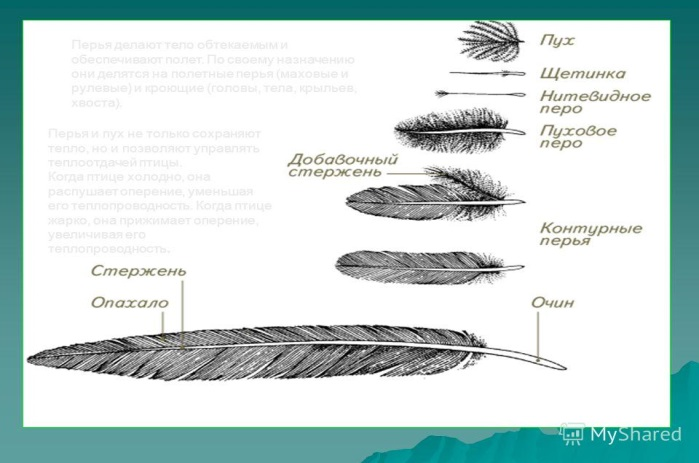 Перья делают тело обтекаемым и
обеспечивают полет. По своему назначению
они делятся на полетные перья (маховые и
рулевые) и кроющие (головы, тела, крыльев,
хвоста).
Перья и пух не только сохраняют
тепло, но и позволяют управлять
теплоотдачей птицы.
Когда птице холодно, она
распушает оперение, уменьшая
его теплопроводность. Когда птице
жарко, она прижимает оперение,
увеличивая его
теплопроводность.
Пух
Щетинка
Нитевидное
перо
Пуховое
перо
Добавочный
стержень
Контурные
перья
Стержень
Опахало
Очин
MyShared